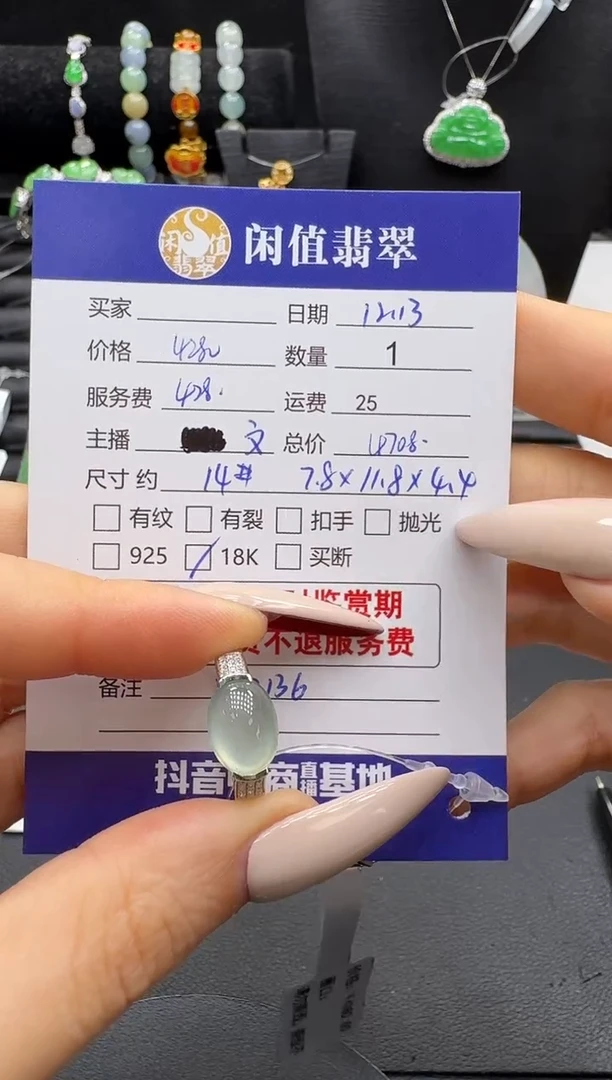 闲值翡翠 闲值翡翠
买家 日期 12.13
价格 4280 数量 1
服务费 428. 运费 25
主播 文 总价 4708.
尺寸 约 14# 7.8×11.8×4.4
有纹 有裂 扣手 抛光
925 18K 买断
监赏期
不退服务费
备注 136
抖音 商直播基地